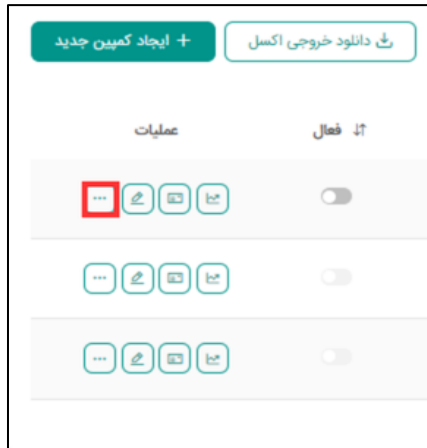 دانلود خروجی اکسل
+ ایجاد کمپین جدید
فعال
عملیات